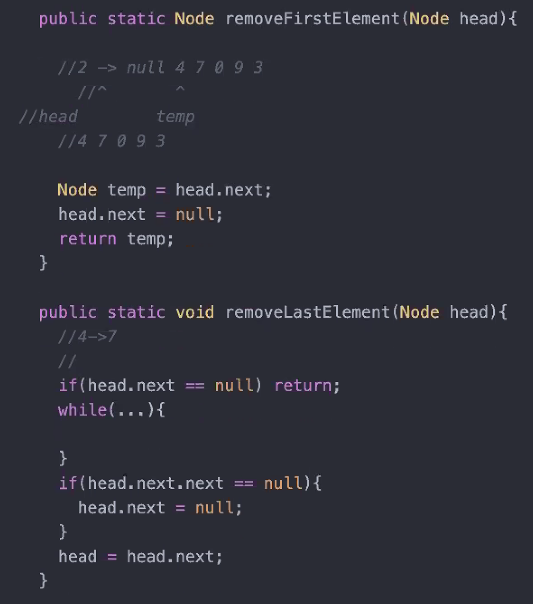 public static Node removeFirstElement(Node head){
//2 -> null 4 7 0 9 3
//^ ^
//head temp
//4 7 0 9 3
Node temp = head.next;
head.next = null;
return temp;
}
public static void removeLastElement(Node head){
//4->7
//
if(head.next == null) return;
while(...){
}
if(head.next.next == null){
head.next = null;
}
head = head.next;
}